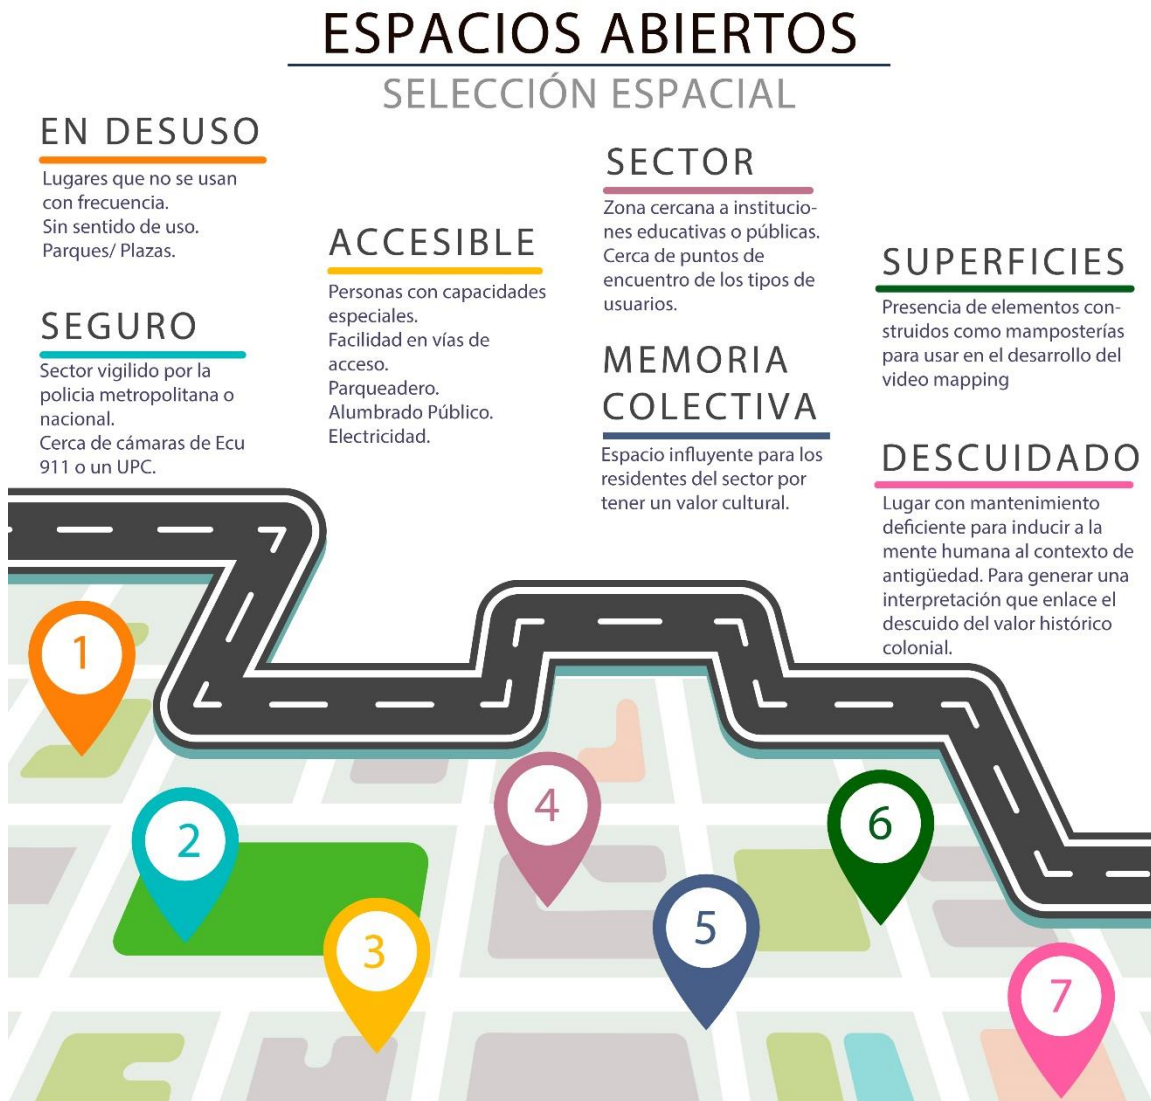 ESPACIOS ABIERTOS
SELECCIÓN ESPACIAL
EN DESUSO
Lugares que no se usan
con frecuencia.
Sin sentido de uso.
Parques/ Plazas.
SEGURO
Sector vigilido por la
policia metropolitana o
nacional.
Cerca de cámaras de Ecu
911 o un UPC.
ACCESIBLE
Personas con capacidades
especiales.
Facilidad en vías de
acceso.
Parqueadero.
Alumbrado Público.
Electricidad.
SECTOR
Zona cercana a institucio-
nes educativas o públicas.
Cerca de puntos de
encuentro de los tipos de
usuarios.
MEMORIA
COLECTIVA
Espacio influyente para los
residentes del sector por
tener un valor cultural.
SUPERFICIES
Presencia de elementos con-
struidos como mamposterías
para usar en el desarrollo del
video mapping
DESCUIDADO
Lugar con mantenimiento
deficiente para inducir a la
mente humana al contexto de
antigüedad. Para generar una
interpretación que enlace el
descuido del valor histórico
colonial.
1
2
3
4
5
6
7